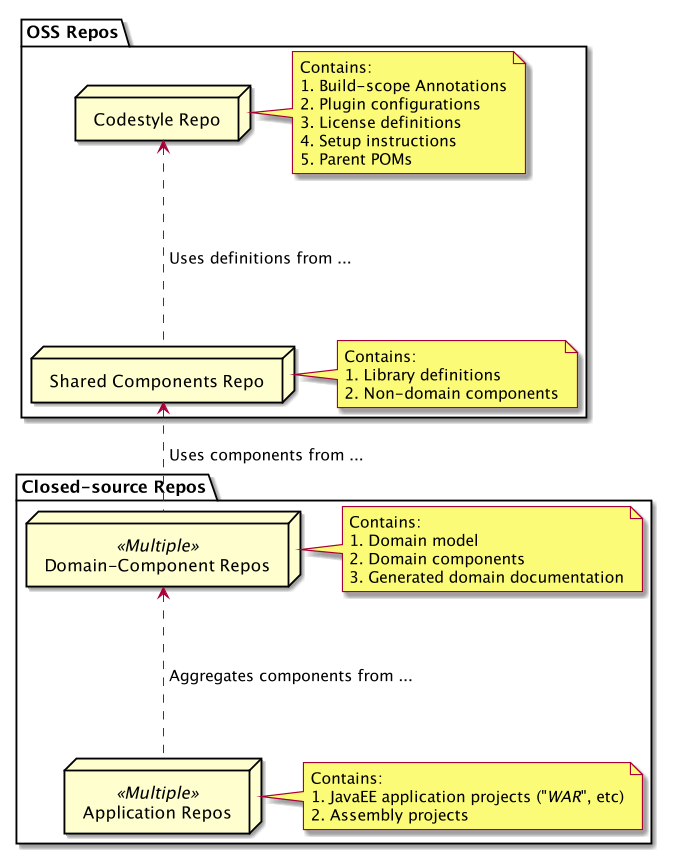 OSS Repos
Codestyle Repo
Contains:
1. Build-scope Annotations
2. Plugin configurations
3. License definitions
4. Setup instructions
5. Parent POMs
Uses definitions from ...
Shared Components Repo
Contains:
1. Library definitions
2. Non-domain components
Uses components from ...
Closed-source Repos
«Multiple»
Domain-Component Repos
Contains:
1. Domain model
2. Domain components
3. Generated domain documentation
Aggregates components from ...
«Multiple»
Application Repos
Contains:
1. JavaEE application projects ("WAR", etc)
2. Assembly projects